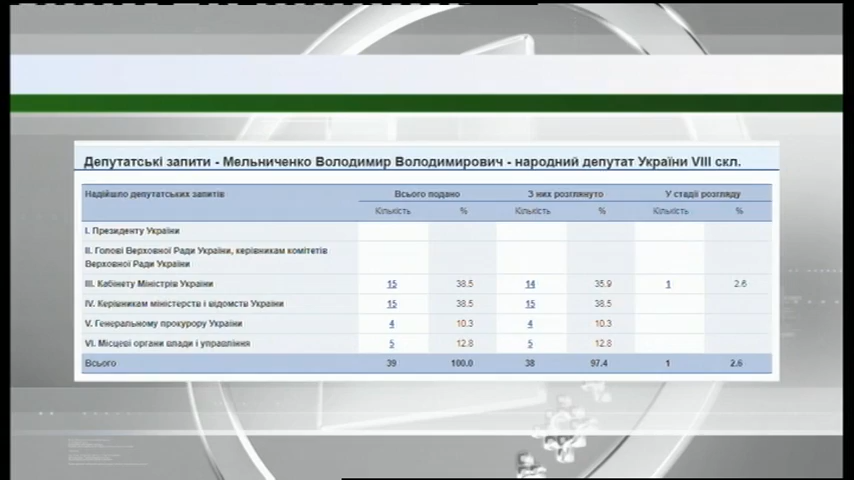 Депутатські запити - Мельниченко Володимир Володимирович - народний депутат України VIII скл.
Надійшло депутатських запитів Всього подано З них розглянуто У стадії розгляду
Кількість % Кількість % Кількість %
I. Президенту України
II. Голові Верховної Ради України, керівникам комітетів
Верховної Ради України
III. Кабінету Міністрів України 15 38.5 14 35.9 1 2.6
IV. Керівникам міністерств і відомств України 15 38.5 15 38.5
V. Генеральному прокурору України 4 10.3 4 10.3
VI. Місцеві органи влади і управління 5 12.8 5 12.8
Всього 39 100.0 38 97.4 1 2.6